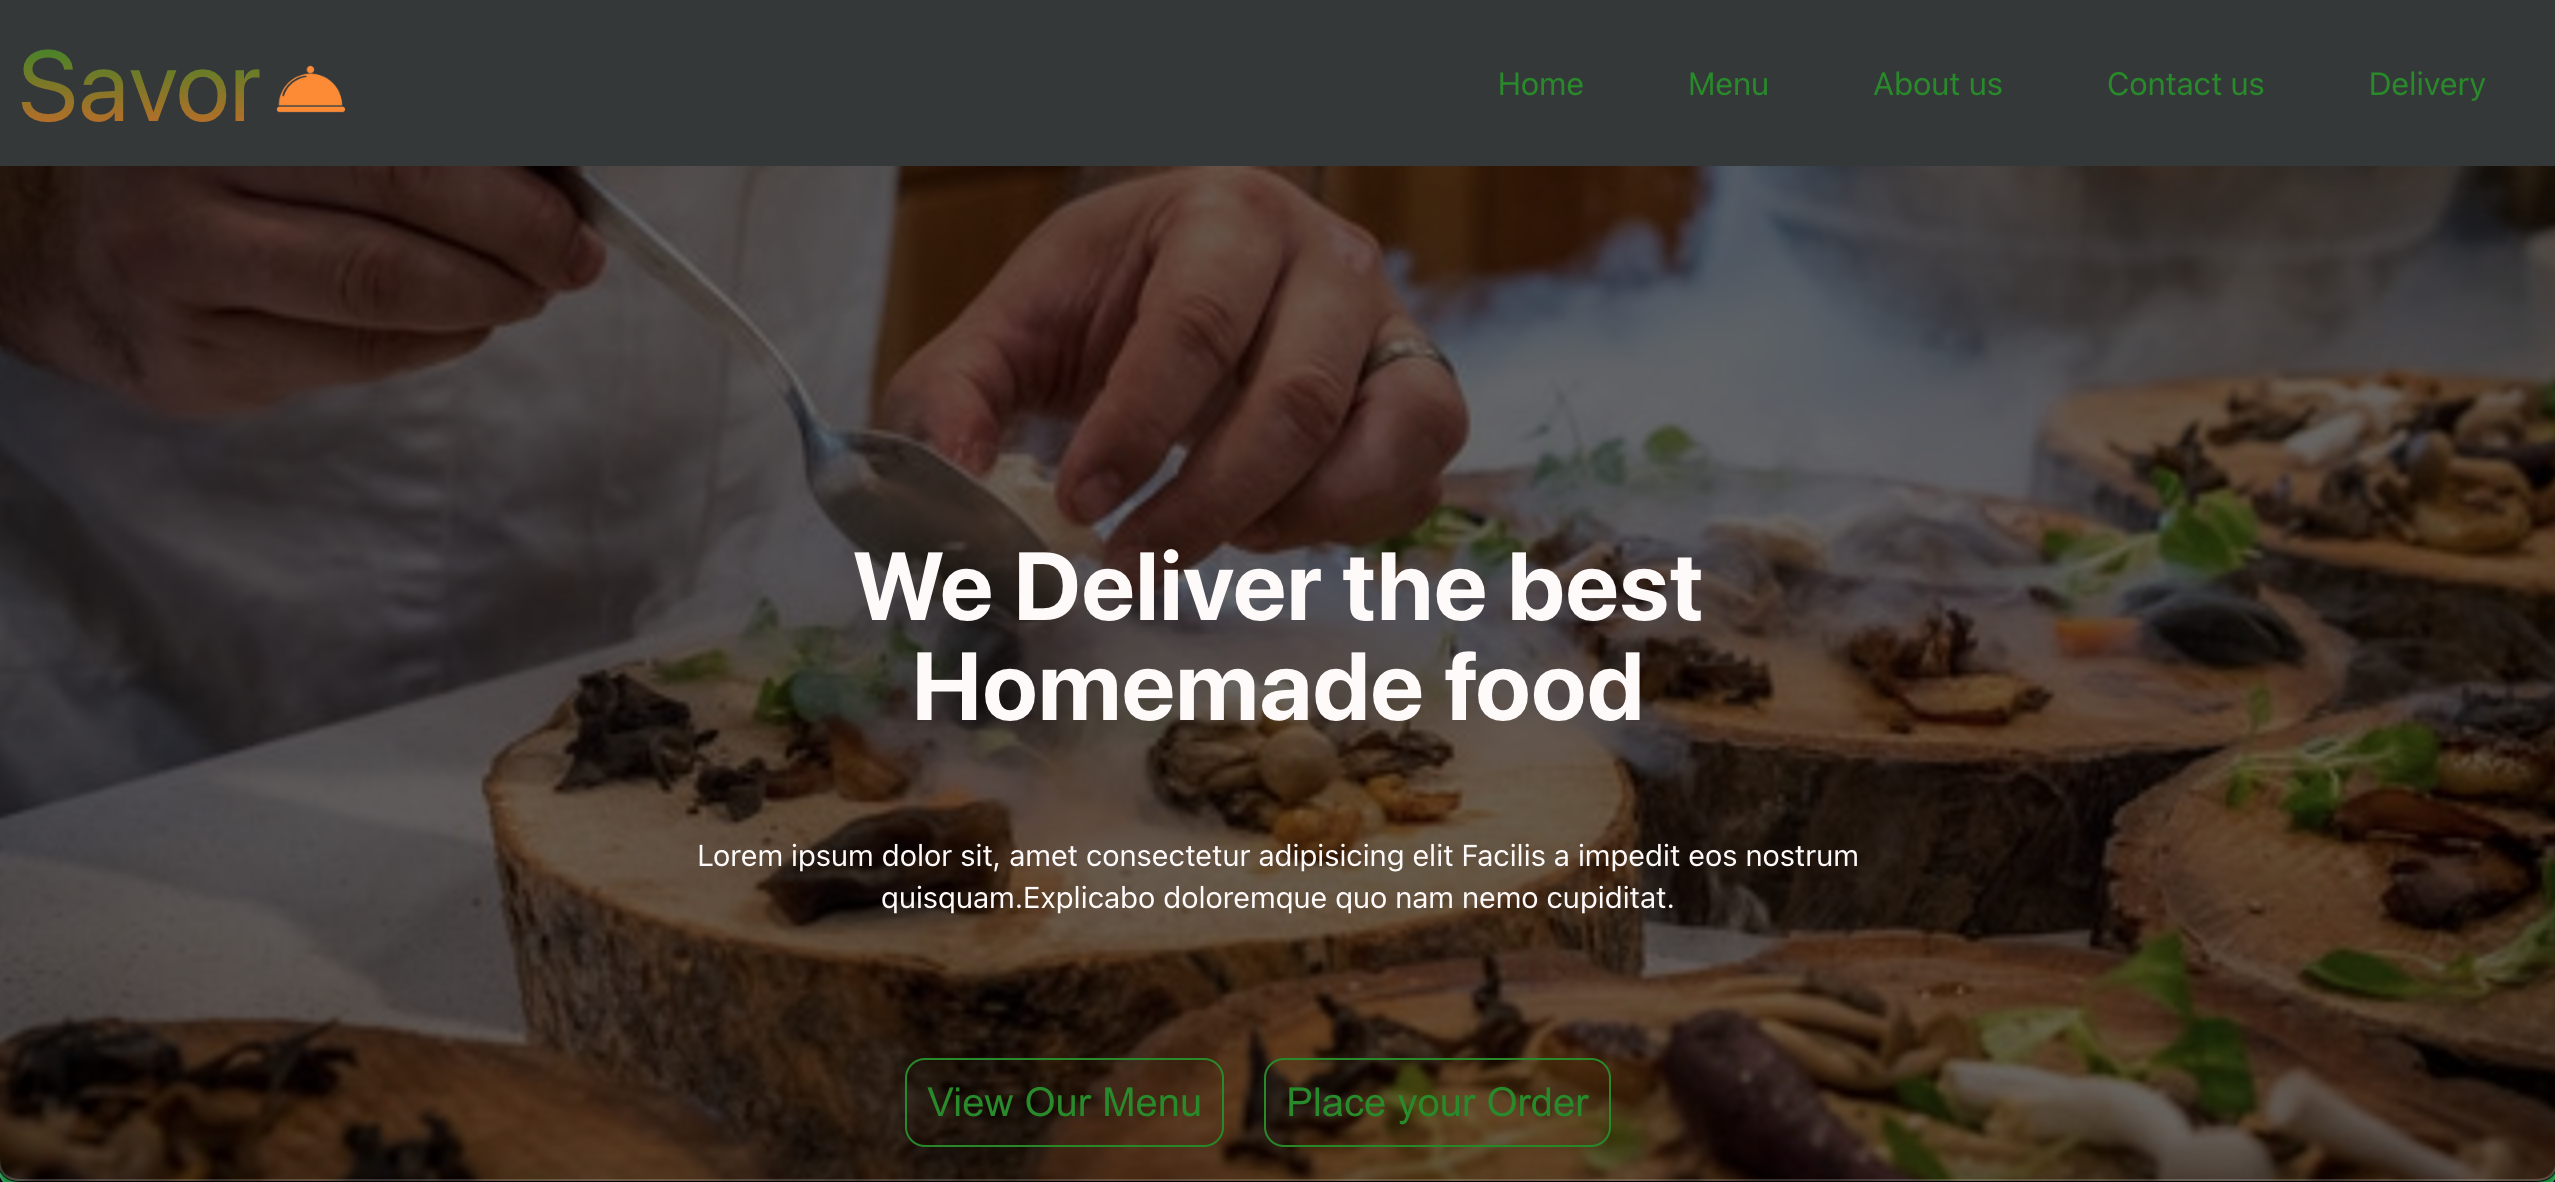 Savor
Home Menu About us Contact us Delivery
We Deliver the best
Homemade food
Lorem ipsum dolor sit, amet consectetur adipisicing elit Facilis a impedit eos nostrum
quisquam.Explicabo doloremque quo nam nemo cupiditat.
View Our Menu Place your Order